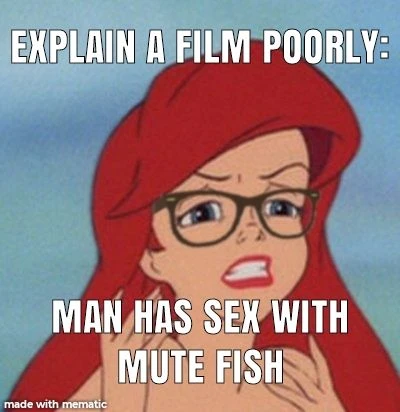 EXPLAIN A FILM POORLY:
MAN HAS SEX WITH
MUTE FISH
made with mematic